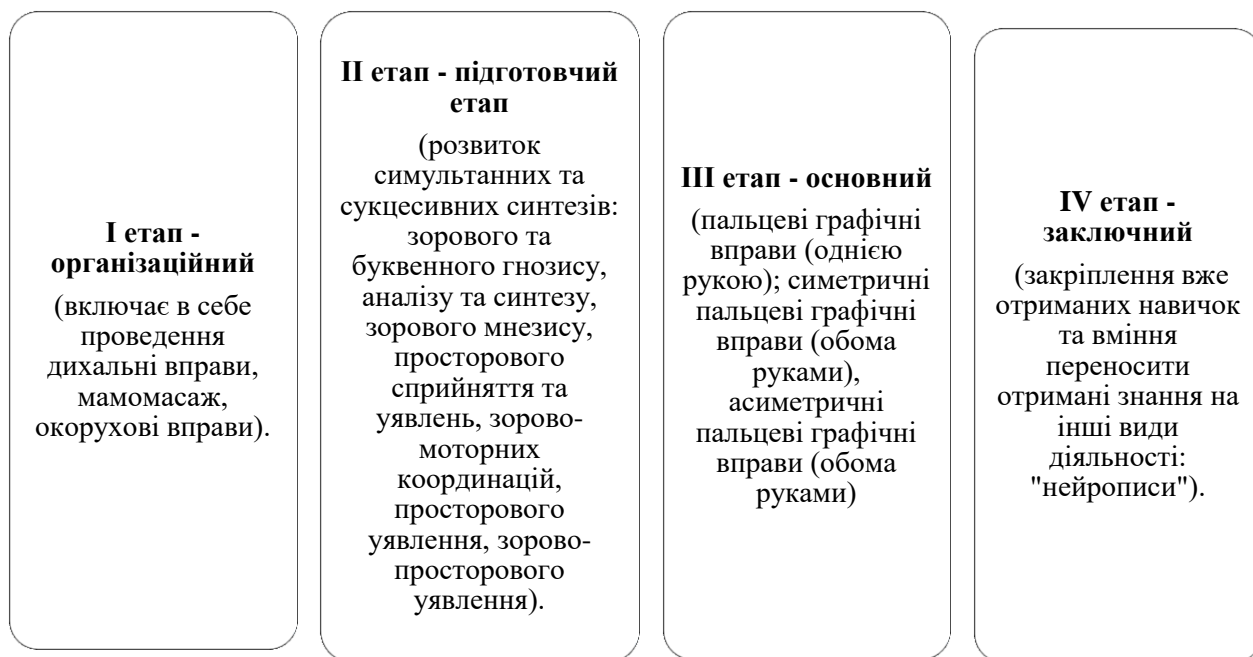 I етап -
організаційний
(включає в себе
проведення
дихальні вправи,
мамомасаж,
окорухові вправи).
II етап - підготовчий
етап
(розвиток
симультанних та
сукцесивних синтезів:
зорового та
буквенного гнозису,
аналізу та синтезу,
зорового мнезису,
просторового
сприйняття та
уявлень, зорово-
моторних
координацій,
просторового
уявлення, зорово-
просторового
уявлення).
III етап - основний
(пальцеві графічні
вправи (однією
рукою); симетричні
пальцеві графічні
вправи (обома
руками),
асиметричні
пальцеві графічні
вправи (обома
руками)
IV етап -
заключний
(закріплення вже
отриманих навичок
та вміння
переносити
отримані знання на
інші види
діяльності:
"нейрописи").